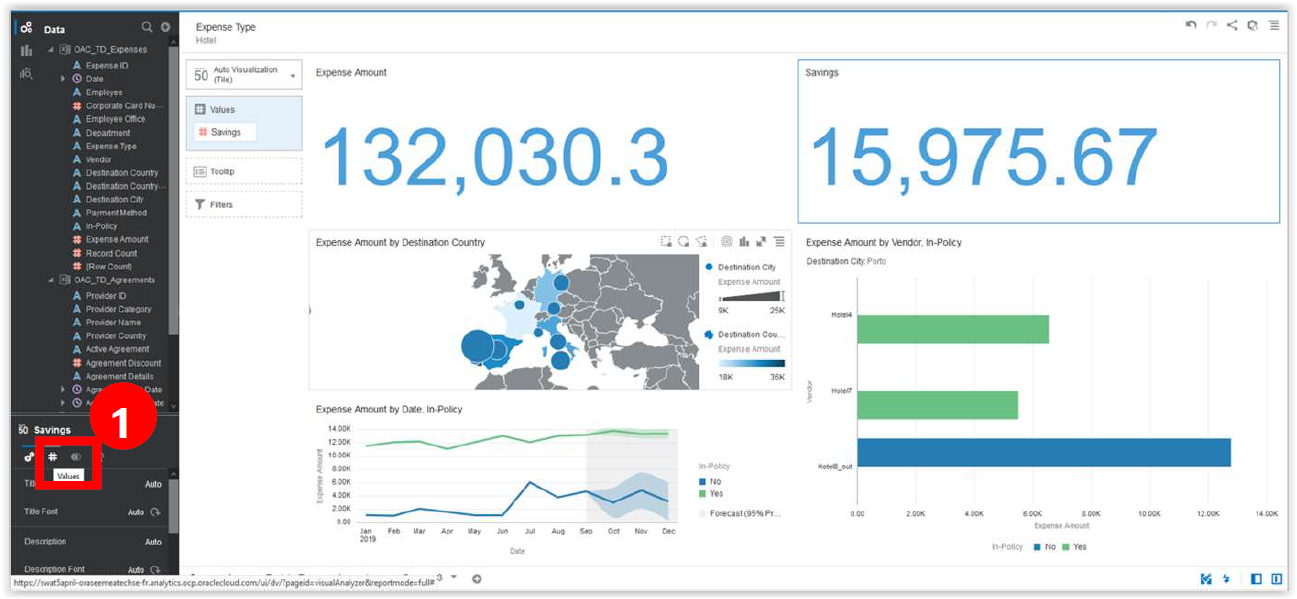 Data
OAC_TD_Expenses
Expense ID
Date
Employee
Corporate Card Nu...
Employee Office
Department
Expense Type
Vendor
Destination Country
Destination Country...
Destination City
Payment Method
In-Policy
Expense Amount
Record Count
(Row Count)
OAC_TD_Agreements
Provider ID
Provider Category
Provider Name
Provider Country
Active Agreement
Agreement Discount
Agreement Details
Date
Savings
1
Values
Auto
Title Font
Auto
Description
Auto
Description Font
Auto
https://swat5april-oraseemeatechse-fr.analytics.ocp.oraclecloud.com/ui/dv/?pageid=visualAnalyzer&reportmode=full#
3
Expense Type
Hotel
50
Auto Visualization
(Tile)
Values
Savings
Tooltip
Filters
Expense Amount
132,030.3
Savings
15,975.67
Expense Amount by Destination Country
Destination City
Expense Amount
9K 25K
Destination Cou...
Expense Amount
18K 36K
Expense Amount by Date, In-Policy
Expense Amount
14.00K
12.00K
10.00K
8.00K
6.00K
4.00K
2.00K
0.00
Jan Feb Mar Apr May Jun Jul Aug Sep Oct Nov Dec
2019
Date
In-Policy
No
Yes
Forecast (95% Pr...
Expense Amount by Vendor, In-Policy
Destination City, Porto
Vendor
Hotel4
Hotel7
Hotel8_out
0.00 2.00K 4.00K 6.00K 8.00K 10.00K 12.00K 14.00K
Expense Amount
In-Policy No Yes